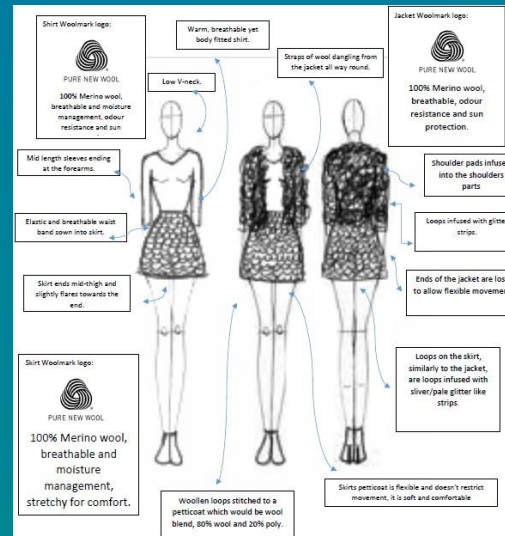 Shirt Woolmark logo:
PURE NEW WOOL
100% Merino wool,
breathable and moisture
management, odour
resistance and sun
Warm, breathable yet
body fitted shirt.
Low V-neck.
Straps of wool dangling from
the jacket all way round.
Jacket Woolmark logo:
PURE NEW WOOL
100% Merino wool,
breathable, odour
resistance and sun
protection.
Mid length sleeves ending
at the forearms.
Elastic and breathable waist
band sown into skirt.
Skirt ends mid-thigh and
slightly flares towards the
end.
Shoulder pads infuse
into the shoulders
parts
Loops infused with glitte
strips.
Ends of the jacket are los
to allow flexible movemen
Loops on the skirt,
similarly to the jacket,
are loops infused with
sliver/pale glitter like
strips.
Skirt Woolmark logo:
PURE NEW WOOL
100% Merino wool,
breathable and
moisture
management,
stretchy for comfort.
Woollen loops stitched to a
petticoat which would be wool
blend, 80% wool and 20% poly.
Skirts petticoat is flexible and doesn't restrict
movement, it is soft and comfortable